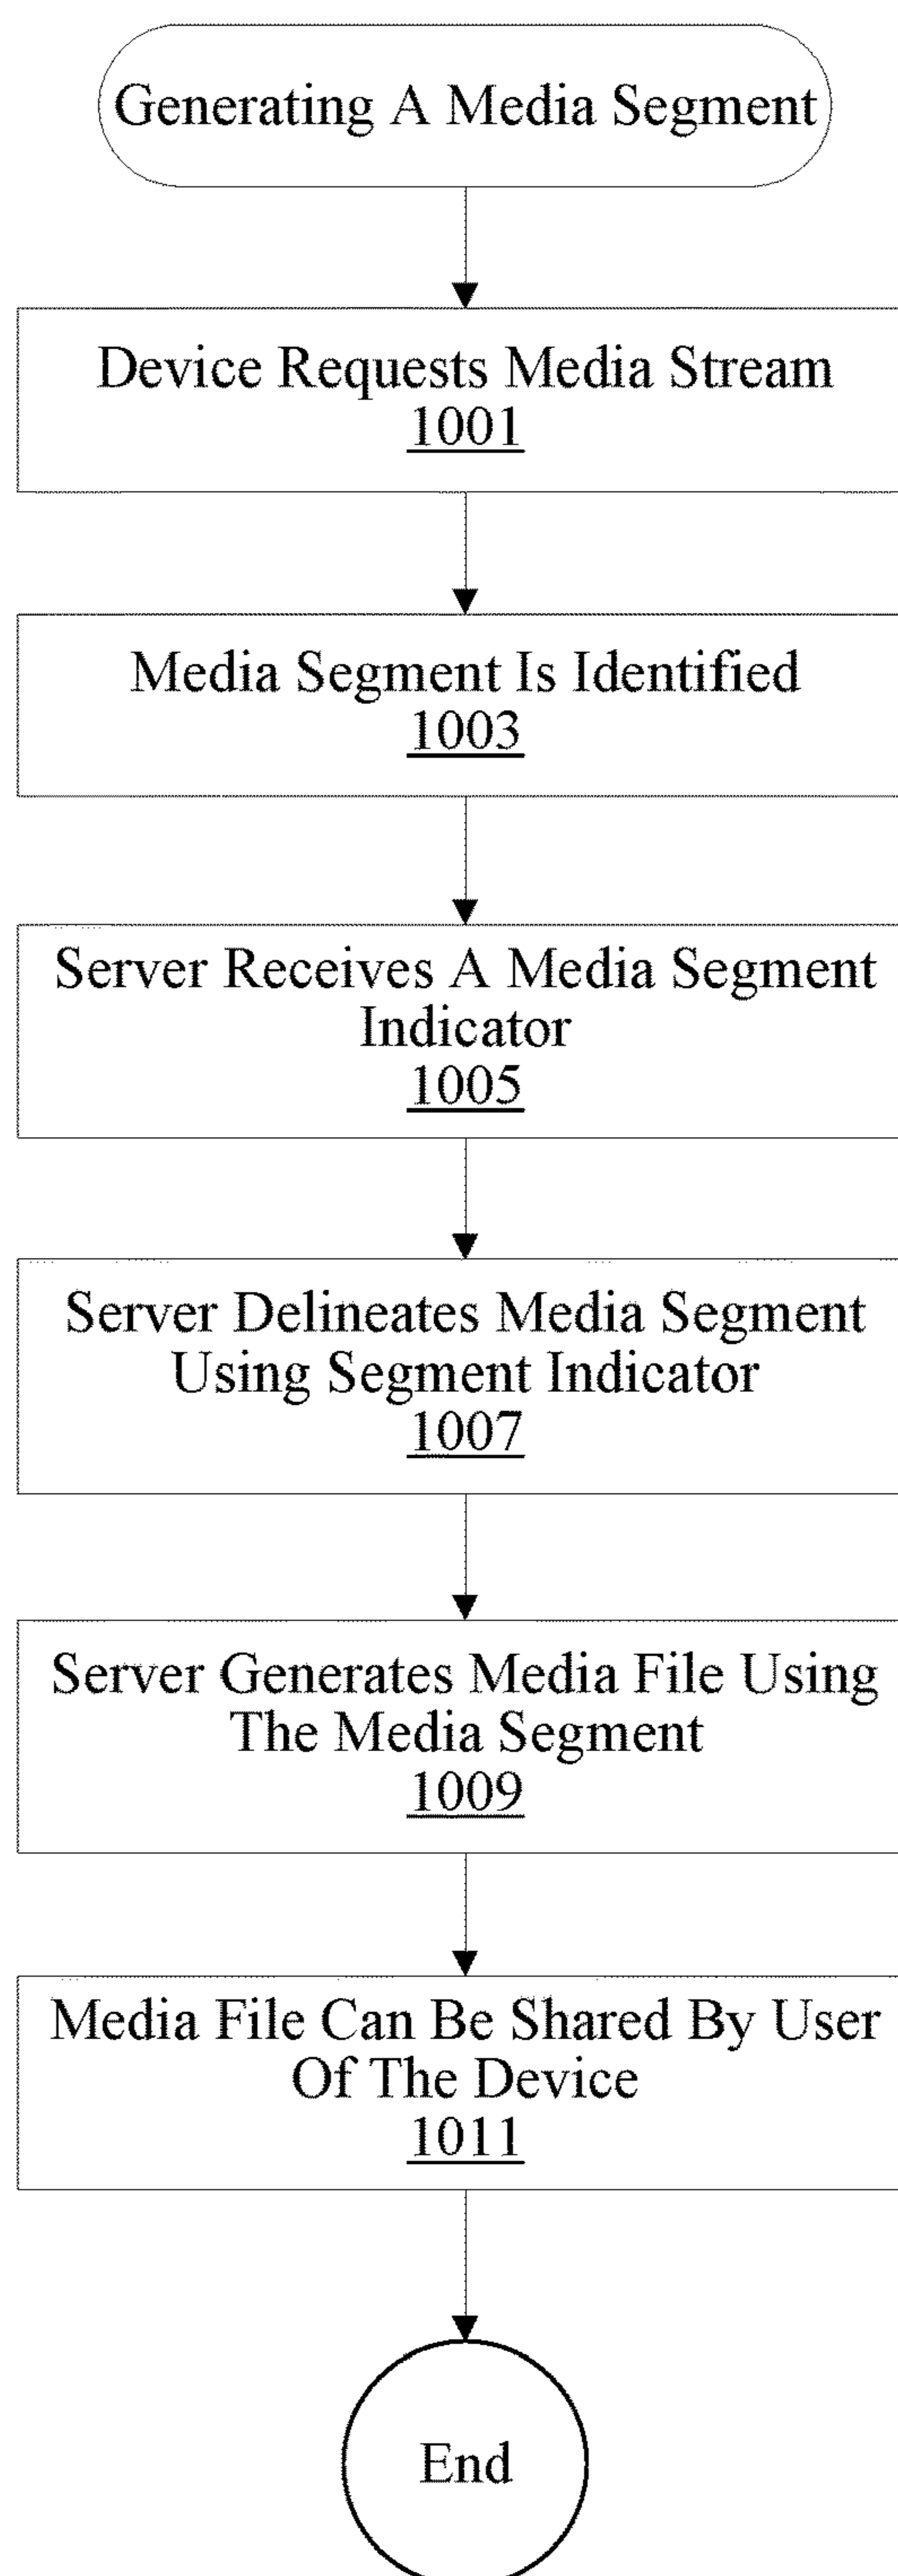 Generating A Media Segment
Device Requests Media Stream
1001
Media Segment Is Identified
1003
Server Receives A Media Segment
Indicator
1005
Server Delineates Media Segment
Using Segment Indicator
1007
Server Generates Media File Using
The Media Segment
1009
Media File Can Be Shared By User
Of The Device
1011
End